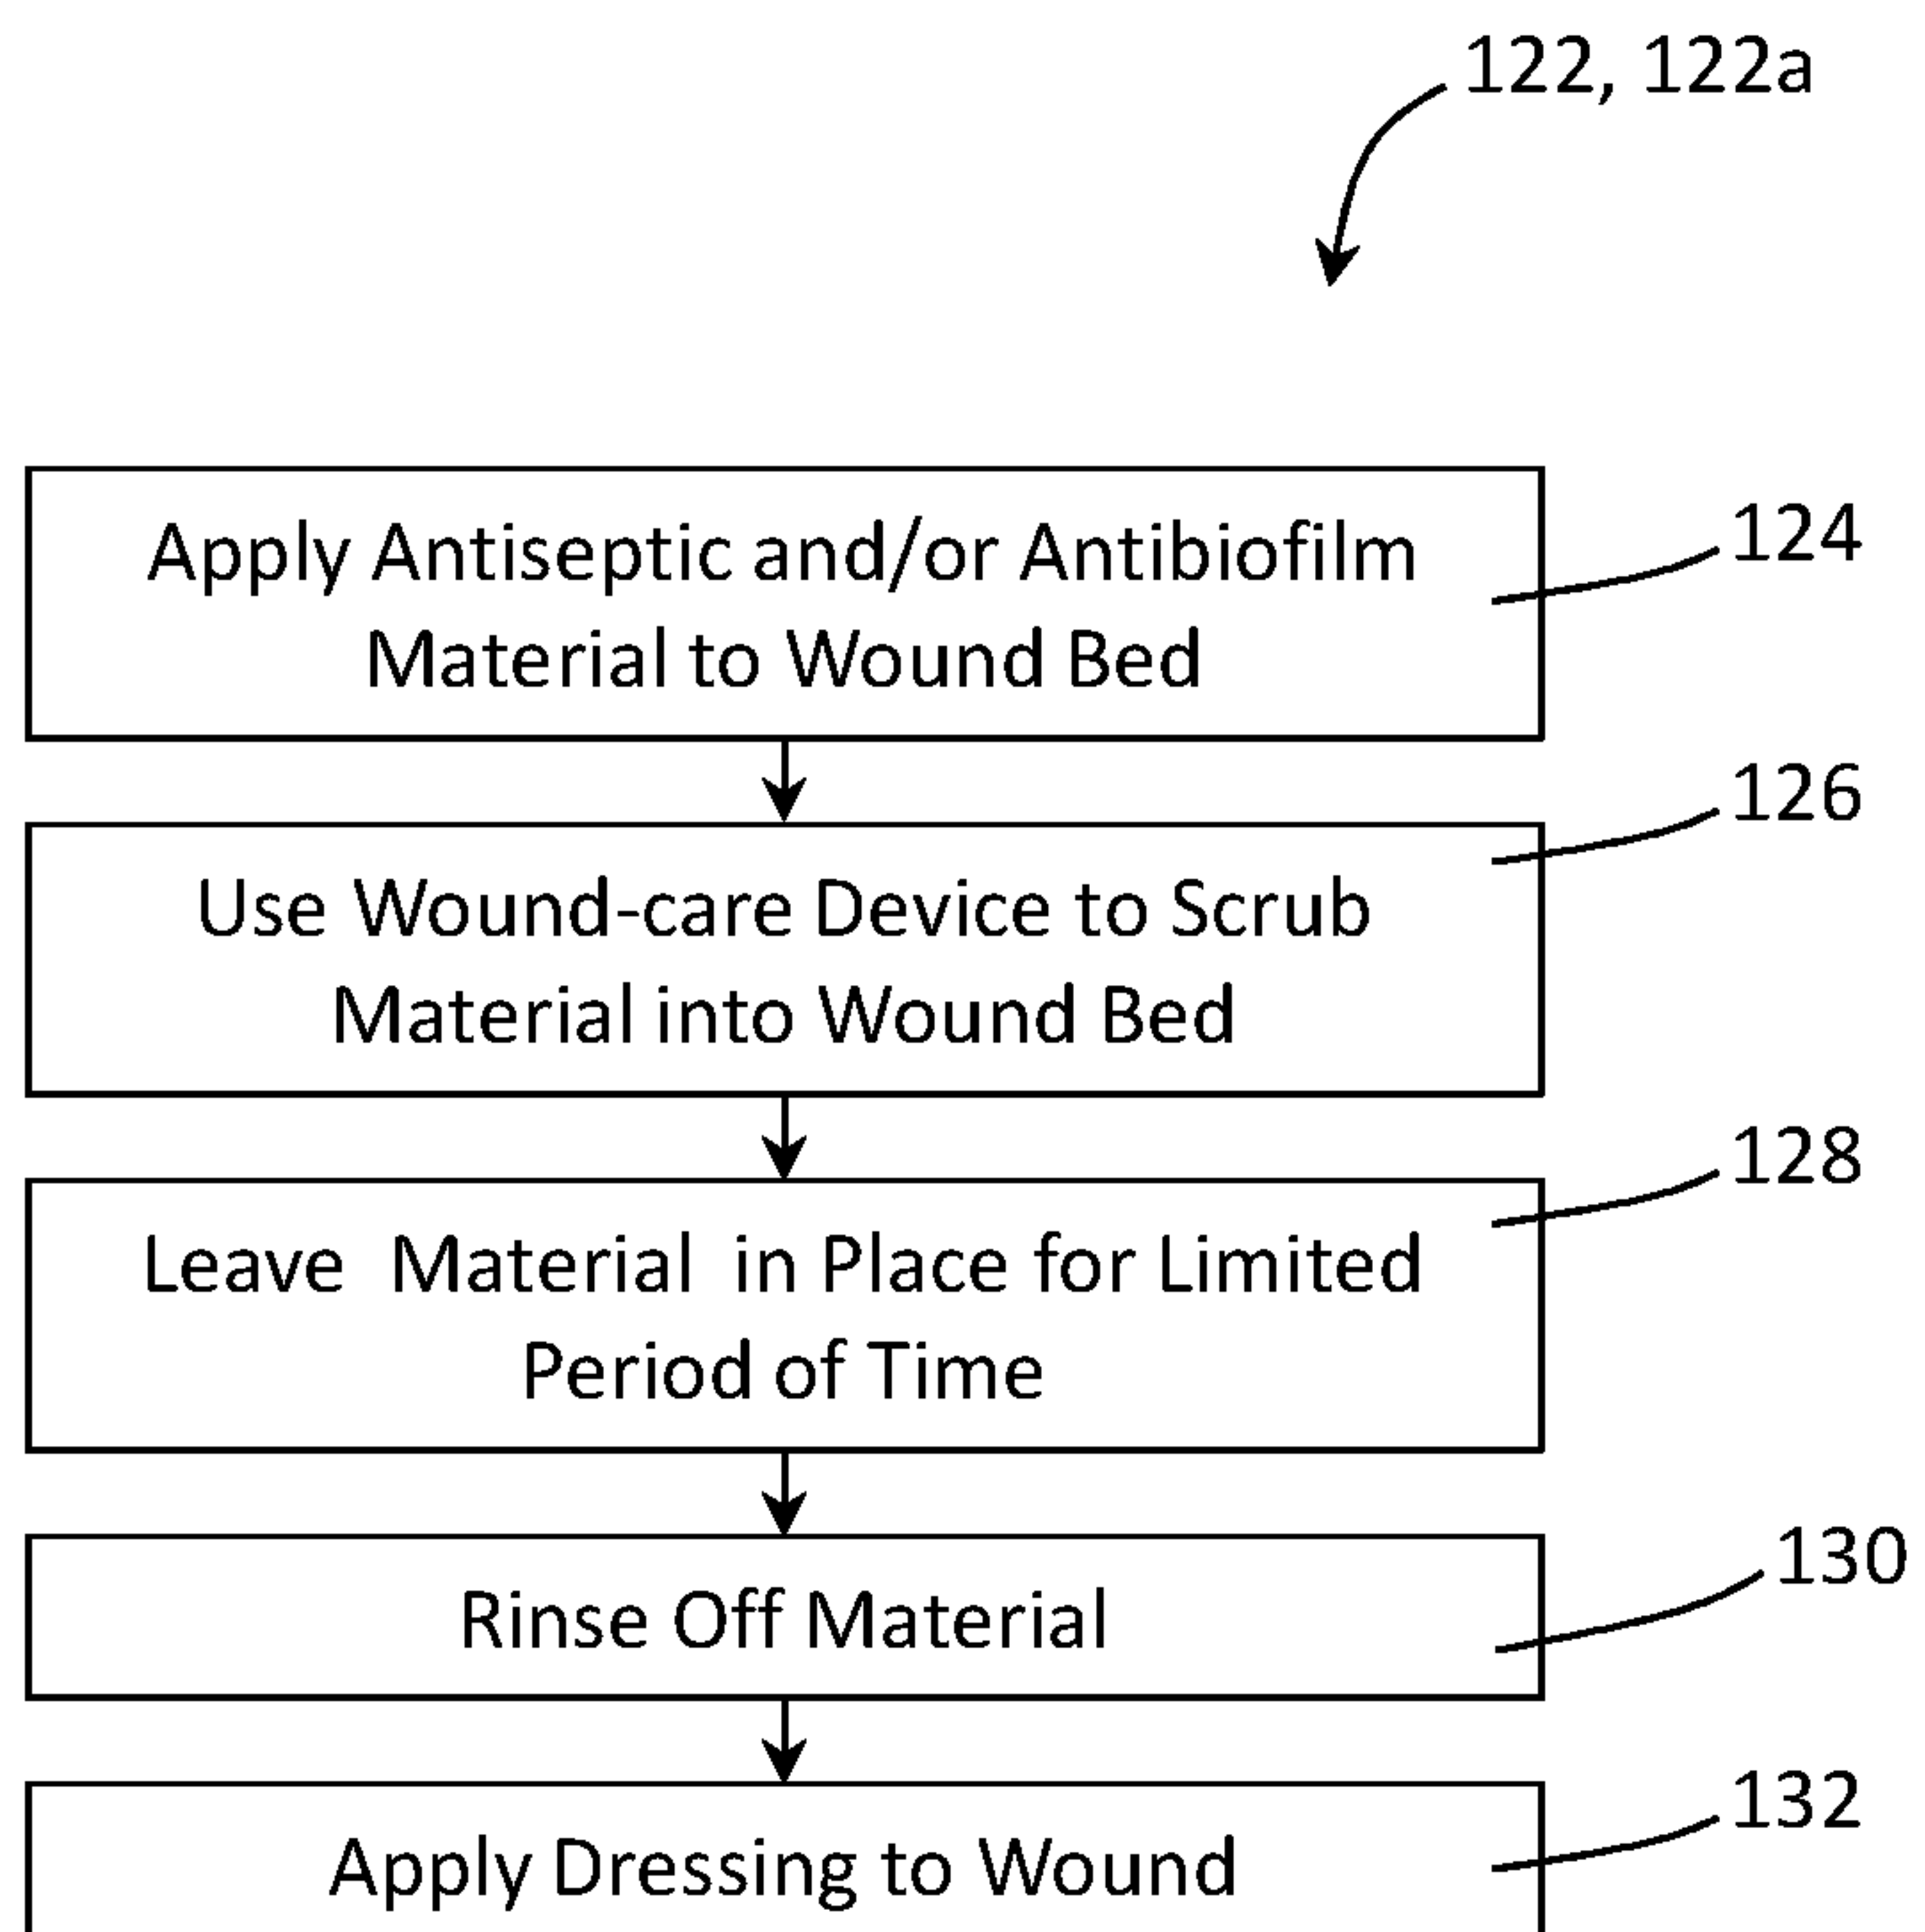 122, 122a
Apply Antiseptic and/or Antibiofilm
Material to Wound Bed
124
Use Wound-care Device to Scrub
Material into Wound Bed
126
Leave Material in Place for Limited
Period of Time
128
Rinse Off Material
130
Apply Dressing to Wound
132